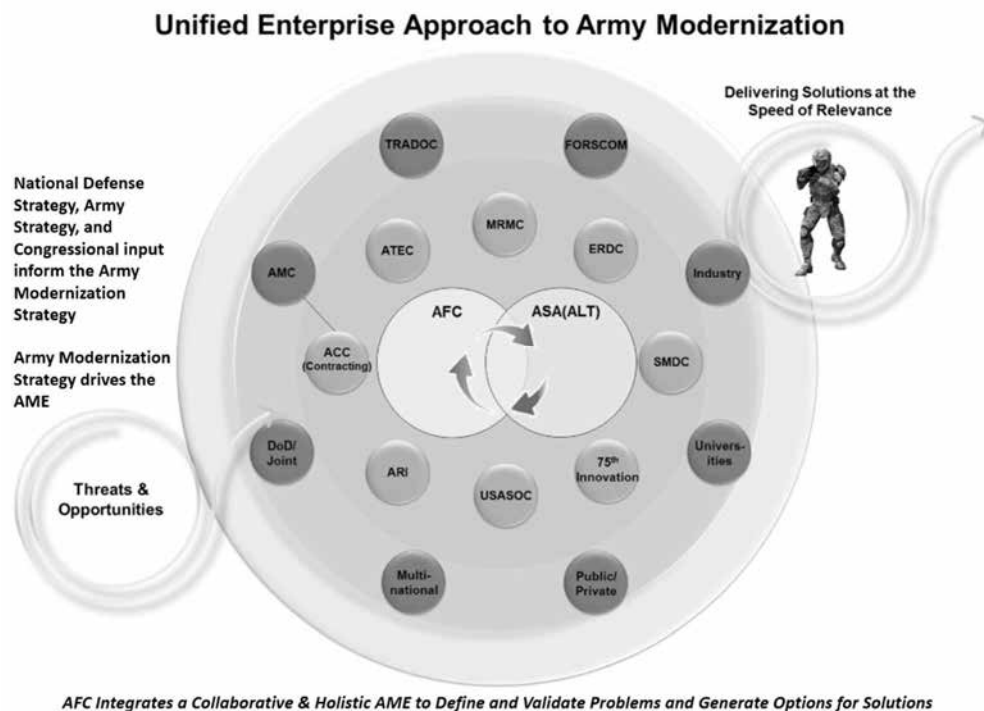 Unified Enterprise Approach to Army Modernization
Delivering Solutions at the
Speed of Relevance
National Defense
Strategy, Army
Strategy, and
Congressional input
inform the Army
Modernization
Strategy
Army Modernization
Strategy drives the
AME
Threats &
Opportunities
TRADOC
FORSCOM
MRMC
ATEC
ERDC
AMC
Industry
AFC
ASA(ALT)
ACC
(Contracting)
SMDC
DoD/
Joint
Univers-
ities
ARI
75th
Innovation
USASOC
Multi-
national
Public/
Private
AFC Integrates a Collaborative & Holistic AME to Define and Validate Problems and Generate Options for Solutions